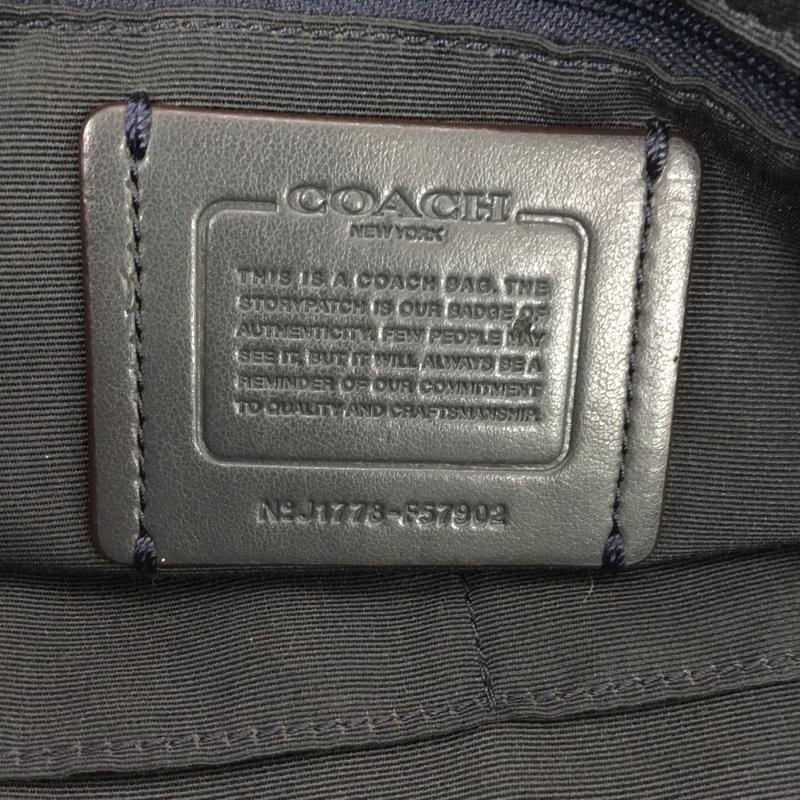 COACH
NEW YORK
THIS IS A COACH BAG. THE
STORYPATCH IS OUR BADGE OF
AUTHENTICITY. FEW PEOPLE MAY
SEE IT, BUT IT WILL ALWAYS BE A
REMINDER OF OUR COMMITMENT
TO QUALITY AND CRAFTSMANSHIP.
Nº J1778-F57902